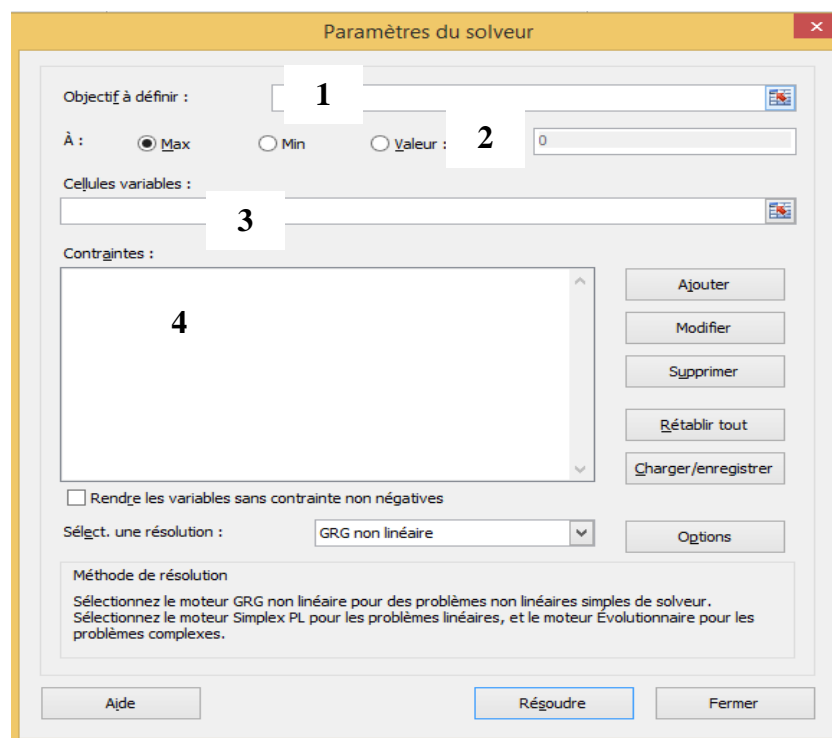 Paramètres du solveur
Objectif à définir :
1
À :
Max
Min
Valeur :
2
0
Cellules variables :
3
Contraintes :
4
Ajouter
Modifier
Supprimer
Rétablir tout
Charger/enregistrer
Rendre les variables sans contrainte non négatives
Sélect. une résolution :
GRG non linéaire
Options
Méthode de résolution
Sélectionnez le moteur GRG non linéaire pour des problèmes non linéaires simples de solveur.
Sélectionnez le moteur Simplex PL pour les problèmes linéaires, et le moteur Évolutionnaire pour les
problèmes complexes.
Aide
Résoudre
Fermer